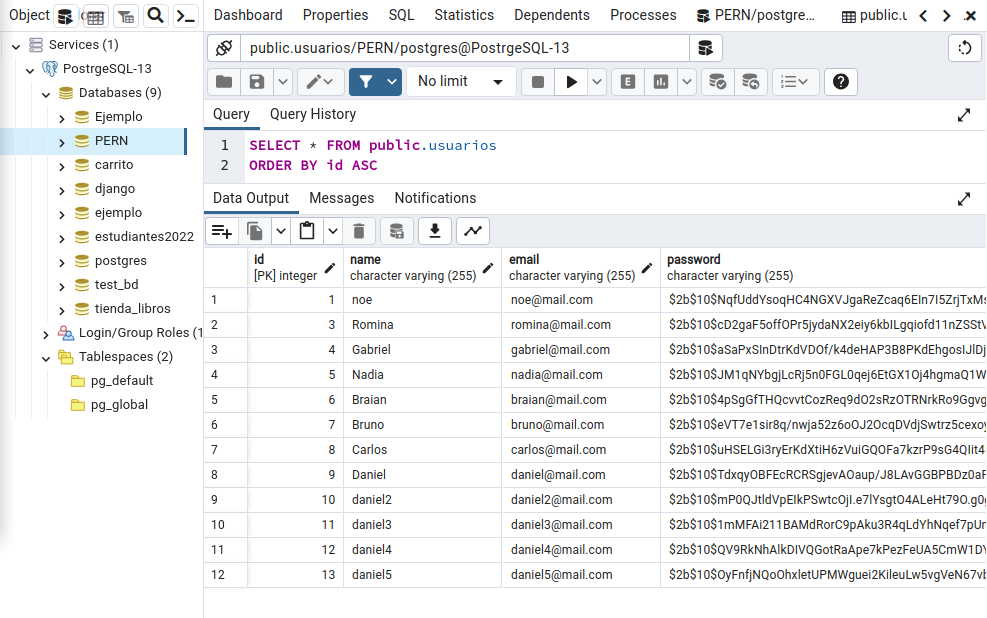 Object
Dashboard Properties SQL Statistics Dependents Processes PERN/postgre... public.u
Services (1)
PostrgeSQL-13
Databases (9)
Ejemplo
PERN
carrito
django
ejemplo
estudiantes2022
postgres
test_bd
tienda_libros
Login/Group Roles (1
Tablespaces (2)
pg_default
pg_global
public.usuarios/PERN/postgres@PostrgeSQL-13
No limit
E
Query Query History
1 SELECT * FROM public.usuarios
2 ORDER BY id ASC
Data Output Messages Notifications
id name email password
[PK] integer character varying (255) character varying (255) character varying (255)
1 1 noe noe@mail.com $2b$10$NqfUddYsoqHC4NGXVJgaReZcaq6EIn7I5ZrjTxMs
2 3 Romina romina@mail.com $2b$10$cD2gaF5offOPr5jydaNX2eiy6kbILgqiofd11nZSStV
3 4 Gabriel gabriel@mail.com $2b$10$aSaPxSInDtrKdVDOf/k4deHAP3B8PKdEhgosIJlDj
4 5 Nadia nadia@mail.com $2b$10$JM1qNYbgjLcRj5n0FGL0qej6EtGX1Oj4hgmaQ1W
5 6 Braian braian@mail.com $2b$10$4pSgGfTHQcvvtCozReq9dO2sRzOTRNrkRo9Ggvg
6 7 Bruno bruno@mail.com $2b$10$eVT7e1sir8q/nwja52z6oOJ2OcqDVdjSwtrz5cexoy
7 8 Carlos carlos@mail.com $2b$10$uHSELGi3ryErKdXtiH6zVuiGQOFa7kzrP9sG4QIit4
8 9 Daniel daniel@mail.com $2b$10$TdxqyOBFEcRCRSgjevAOaup/J8LAvGGBPBDz0aF
9 10 daniel2 daniel2@mail.com $2b$10$mP0QJtldVpEIkPSwtcOjI.e7lYsgtO4ALeHt79O.g0g
10 11 daniel3 daniel3@mail.com $2b$10$1mMFAi211BAMdRorC9pAku3R4qLdYhNqef7pUr
11 12 daniel4 daniel4@mail.com $2b$10$QV9RkNhAlkDIVQGotRaApe7kPezFeUA5CmW1DY
12 13 daniel5 daniel5@mail.com $2b$10$OyFnfjNQoOhxletUPMWguei2KileuLw5vgVeN67vb